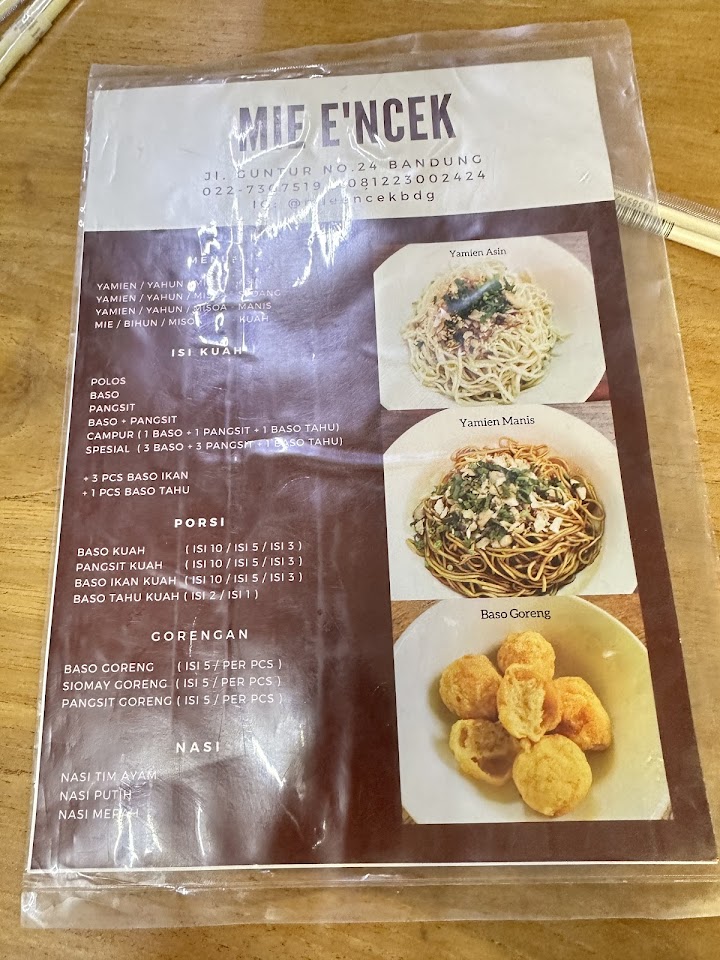 MIE E'NCEK
Jl. GUNTUR NO.24 BANDUNG
081223002424
YAMIEN / YAHUN
YAMIEN / YAHUN
YAMIEN / YAHUN / MISOA MANIS
MIE / BIHUN / MISOA KUAH
ISI KUAH
POLOS
BASO
PANGSIT
BASO + PANGSIT
CAMPUR ( 1 BASO + 1 PANGSIT + 1 BASO TAHU)
SPESIAL ( 3 BASO + 3 PANGSIT + 1 BASO TAHU)
+ 3 PCS BASO IKAN
+ 1 PCS BASO TAHU
PORSI
BASO KUAH ( ISI 10 / ISI 5 / ISI 3 )
PANGSIT KUAH ( ISI 10 / ISI 5 / ISI 3 )
BASO IKAN KUAH ( ISI 10 / ISI 5 / ISI 3 )
BASO TAHU KUAH ( ISI 2 / ISI 1 )
GORENGAN
BASO GORENG ( ISI 5 / PER PCS )
SIOMAY GORENG ( ISI 5 / PER PCS )
PANGSIT GORENG ( ISI 5 / PER PCS )
NASI
NASI TIM AYAM
NASI PUTIH
NASI MERAH
Yamien Asin
Yamien Manis
Baso Goreng